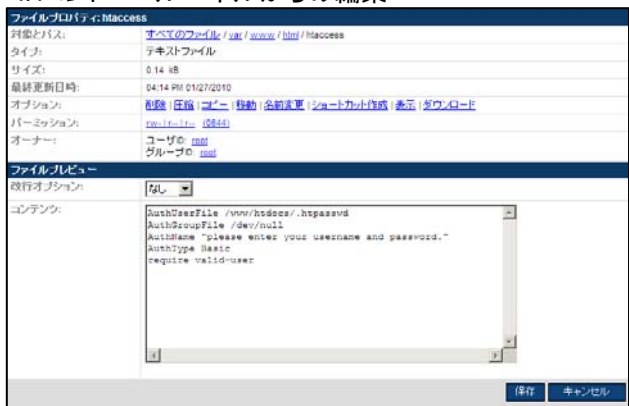 ファイルプロパティ: htaccess
対象とパス: すべてのファイル / var / www / html / htaccess
タイプ: テキストファイル
サイズ: 0.14 kB
最終更新日時: 04:14 PM 01/27/2010
オプション: 削除 | 圧縮 | コピー | 移動 | 名前変更 | ショートカット作成 | 表示 | ダウンロード
パーミッション: rw-|r--|r-- (0644)
オーナー: ユーザID: root
グループID: root
ファイルプレビュー
改行オプション: なし
コンテンツ: AuthUserFile /www/htdocs/.htpasswd
AuthGroupFile /dev/null
AuthName "please enter your username and password."
AuthType Basic
require valid-user
保存 キャンセル